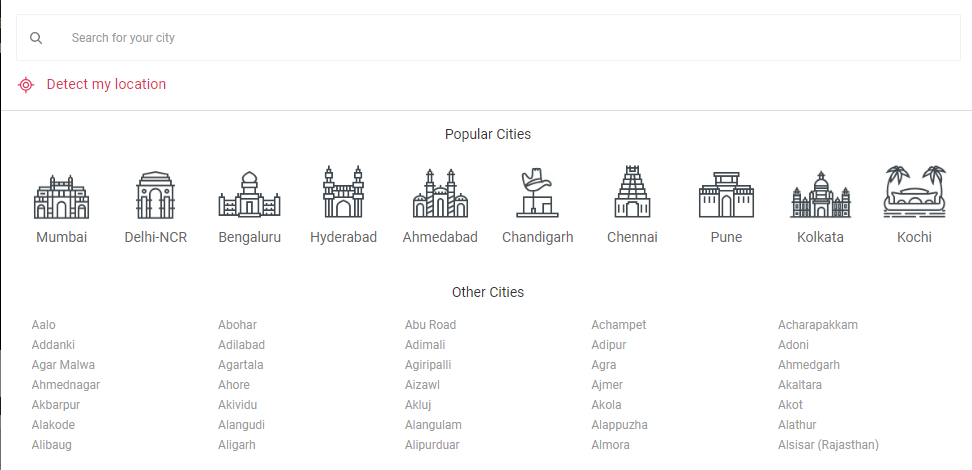 Search for your city
Detect my location
Popular Cities
Mumbai Delhi-NCR Bengaluru Hyderabad Ahmedabad Chandigarh Chennai Pune Kolkata Kochi
Other Cities
Aalo Abohar Abu Road Achampet Acharapakkam
Addanki Adilabad Adimali Adipur Adoni
Agar Malwa Agartala Agiripalli Agra Ahmedgarh
Ahmednagar Ahore Aizawl Ajmer Akaltara
Akbarpur Akividu Akluj Akola Akot
Alakode Alangudi Alangulam Alappuzha Alathur
Alibaug Aligarh Alipurduar Almora Alsisar (Rajasthan)